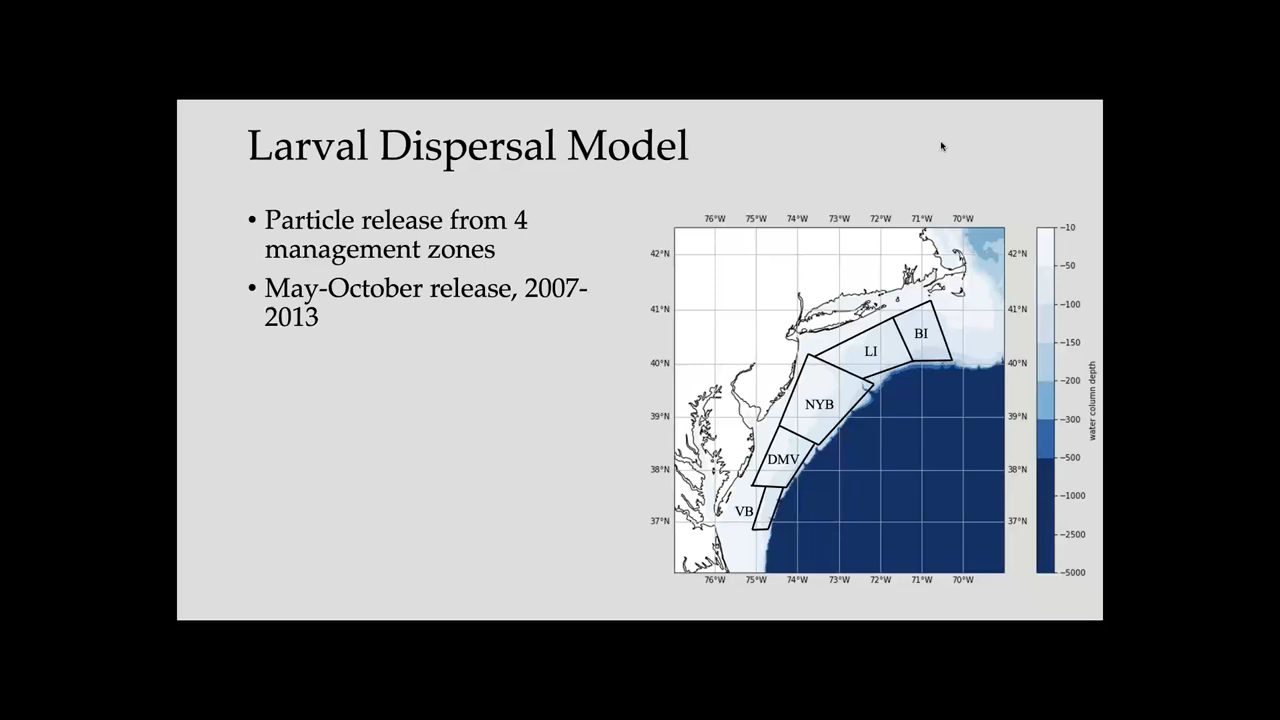 Larval Dispersal Model
• Particle release from 4
management zones
• May-October release, 2007-
2013
76°W 75°W 74°W 73°W 72°W 71°W 70°W
42°N 42°N
41°N 41°N
40°N 40°N
39°N 39°N
38°N 38°N
37°N 37°N
BI
LI
NYB
DMV
VB
76°W 75°W 74°W 73°W 72°W 71°W 70°W
−10
−50
−100
−150
−200
−300
−500
−1000
−2500
−5000
water column depth